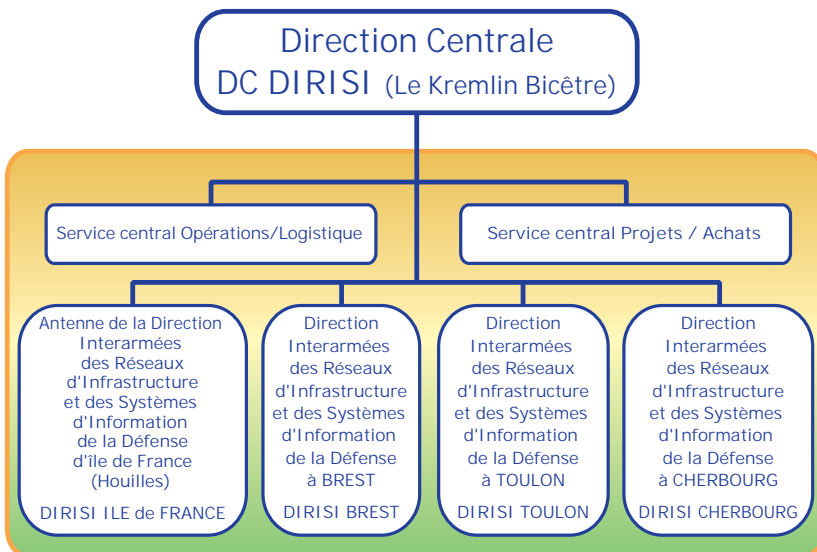 Direction Centrale
DC DIRISI (Le Kremlin Bicêtre)
Service central Opérations/Logistique
Service central Projets / Achats
Antenne de la Direction
Interarmées
des Réseaux
d'Infrastructure
et des Systèmes
d'Information
de la Défense
d'île de France
(Houilles)
DIRISI ILE de FRANCE
Direction
Interarmées
des Réseaux
d'Infrastructure
et des Systèmes
d'Information
de la Défense
à BREST
DIRISI BREST
Direction
Interarmées
des Réseaux
d'Infrastructure
et des Systèmes
d'Information
de la Défense
à TOULON
DIRISI TOULON
Direction
Interarmées
des Réseaux
d'Infrastructure
et des Systèmes
d'Information
de la Défense
à CHERBOURG
DIRISI CHERBOURG